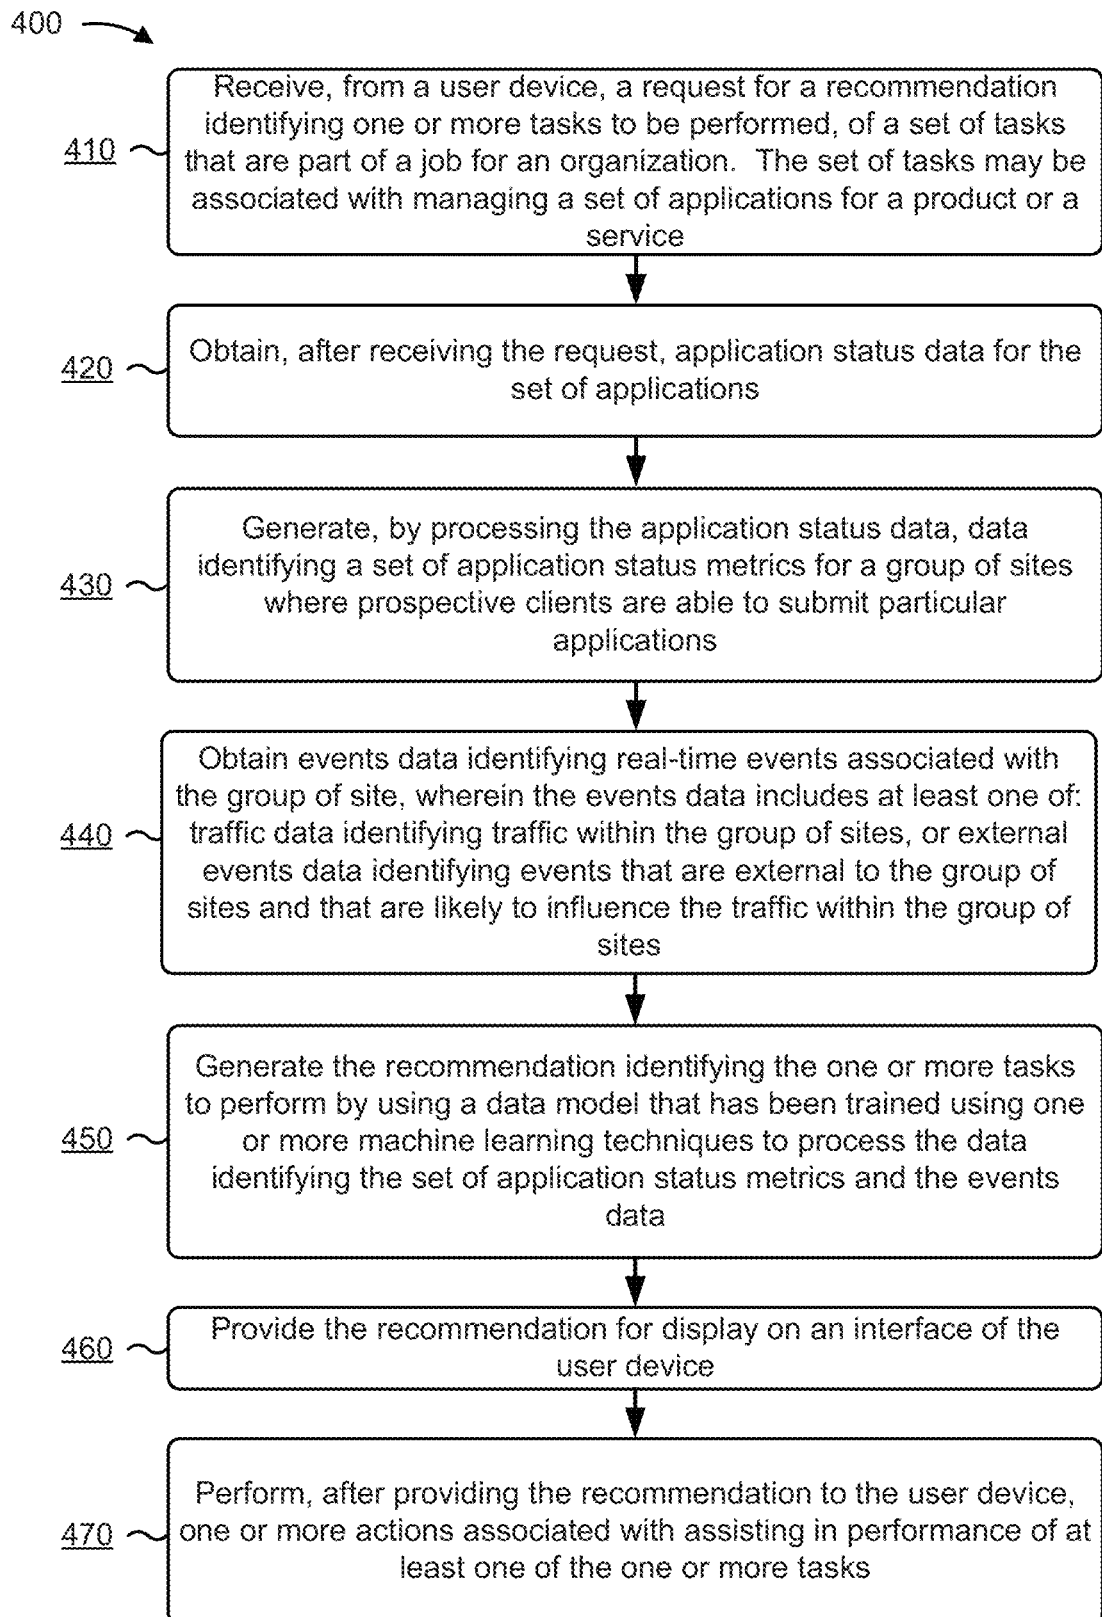 400
Receive, from a user device, a request for a recommendation
identifying one or more tasks to be performed, of a set of tasks
that are part of a job for an organization. The set of tasks may be
associated with managing a set of applications for a product or a
service
410
Obtain, after receiving the request, application status data for the
set of applications
420
Generate, by processing the application status data, data
identifying a set of application status metrics for a group of sites
where prospective clients are able to submit particular
applications
430
Obtain events data identifying real-time events associated with
the group of site, wherein the events data includes at least one of:
traffic data identifying traffic within the group of sites, or external
events data identifying events that are external to the group of
sites and that are likely to influence the traffic within the group of
sites
440
Generate the recommendation identifying the one or more tasks
to perform by using a data model that has been trained using one
or more machine learning techniques to process the data
identifying the set of application status metrics and the events
data
450
Provide the recommendation for display on an interface of the
user device
460
Perform, after providing the recommendation to the user device,
one or more actions associated with assisting in performance of at
least one of the one or more tasks
470